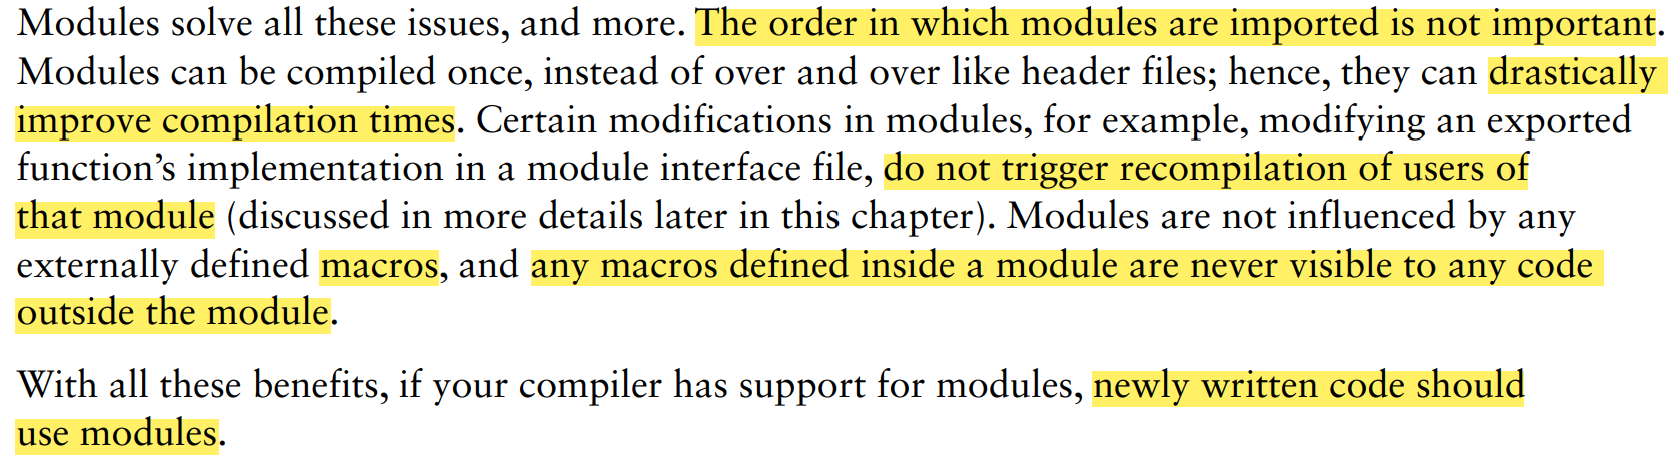 Modules solve all these issues, and more. The order in which modules are imported is not important.
Modules can be compiled once, instead of over and over like header files; hence, they can drastically
improve compilation times. Certain modifications in modules, for example, modifying an exported
function’s implementation in a module interface file, do not trigger recompilation of users of
that module (discussed in more details later in this chapter). Modules are not influenced by any
externally defined macros, and any macros defined inside a module are never visible to any code
outside the module.
With all these benefits, if your compiler has support for modules, newly written code should
use modules.